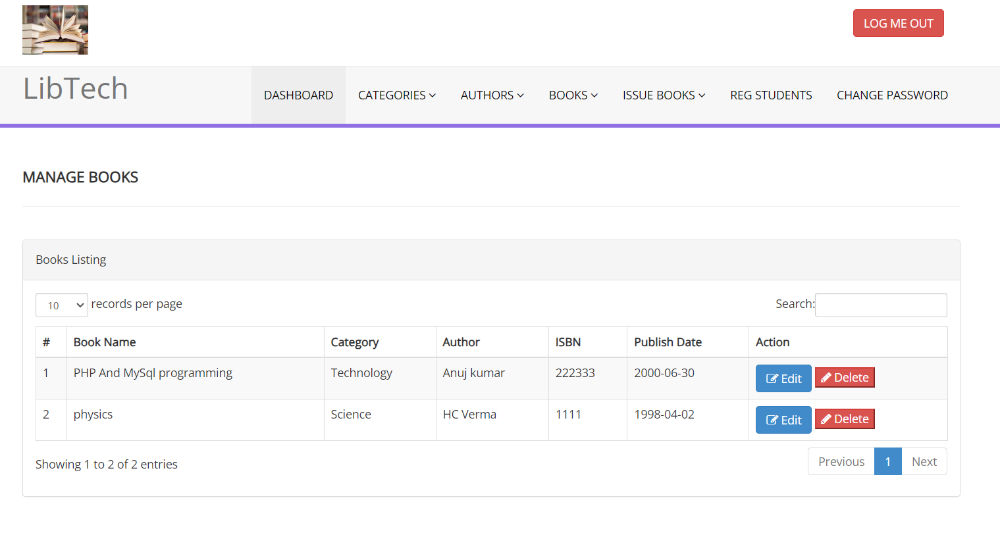 LOG ME OUT
LibTech
DASHBOARD CATEGORIES AUTHORS BOOKS ISSUE BOOKS REG STUDENTS CHANGE PASSWORD
MANAGE BOOKS
Books Listing
10 records per page Search:
# Book Name Category Author ISBN Publish Date Action
1 PHP And MySql programming Technology Anuj kumar 222333 2000-06-30 Edit Delete
2 physics Science HC Verma 1111 1998-04-02 Edit Delete
Showing 1 to 2 of 2 entries Previous 1 Next